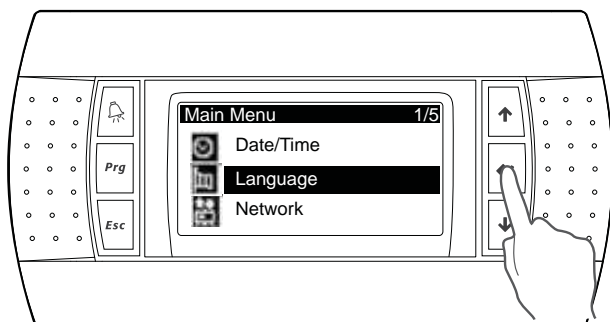 Main Menu 1/5
Date/Time
Prg
Language
Network
Esc